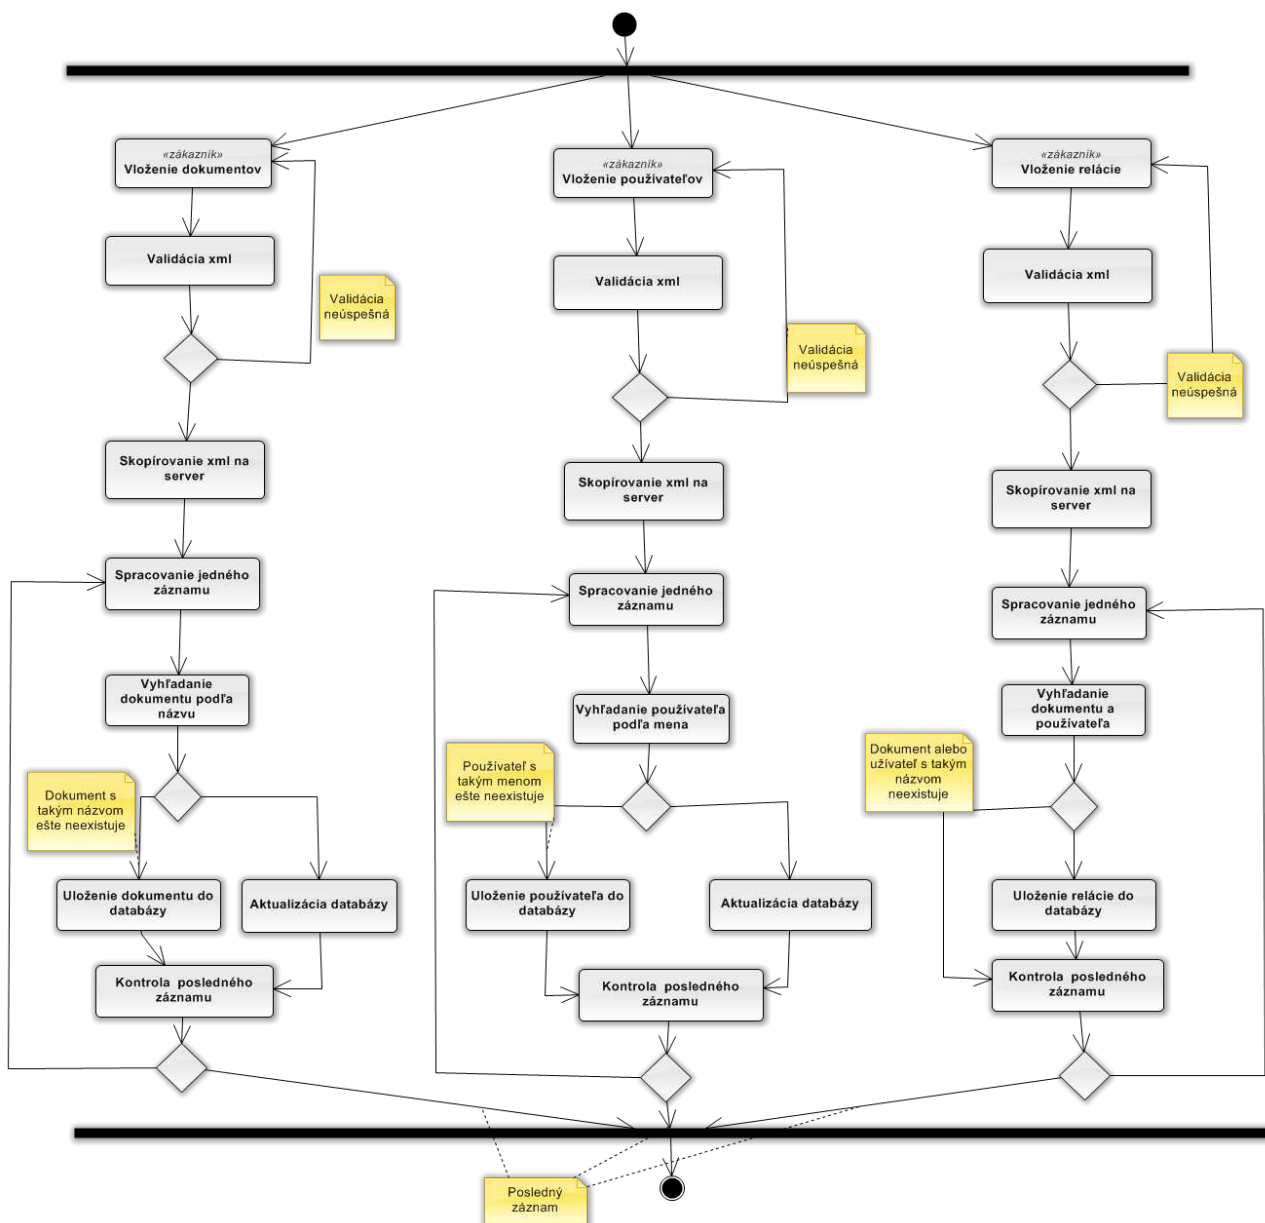 «zákazník»
Vloženie dokumentov
Validácia xml
Validácia
neúspešná
Skopírovanie xml na
server
Spracovanie jedného
záznamu
Vyhľadanie
dokumentu podľa
názvu
Dokument s
takým názvom
ešte neexistuje
Uloženie dokumentu do
databázy
Aktualizácia databázy
Kontrola  posledného
záznamu
«zákazník»
Vloženie používateľov
Validácia xml
Validácia
neúspešná
Skopírovanie xml na
server
Spracovanie jedného
záznamu
Vyhľadanie používateľa
podľa mena
Používateľ s
takým menom
ešte neexistuje
Uloženie používateľa do
databázy
Aktualizácia databázy
Kontrola  posledného
záznamu
«zákazník»
Vloženie relácie
Validácia xml
Validácia
neúspešná
Skopírovanie xml na
server
Spracovanie jedného
záznamu
Vyhľadanie
dokumentu a
používateľa
Dokument alebo
užívateľ s takým
názvom
neexistuje
Uloženie relácie do
databázy
Kontrola  posledného
záznamu
Posledný
záznam